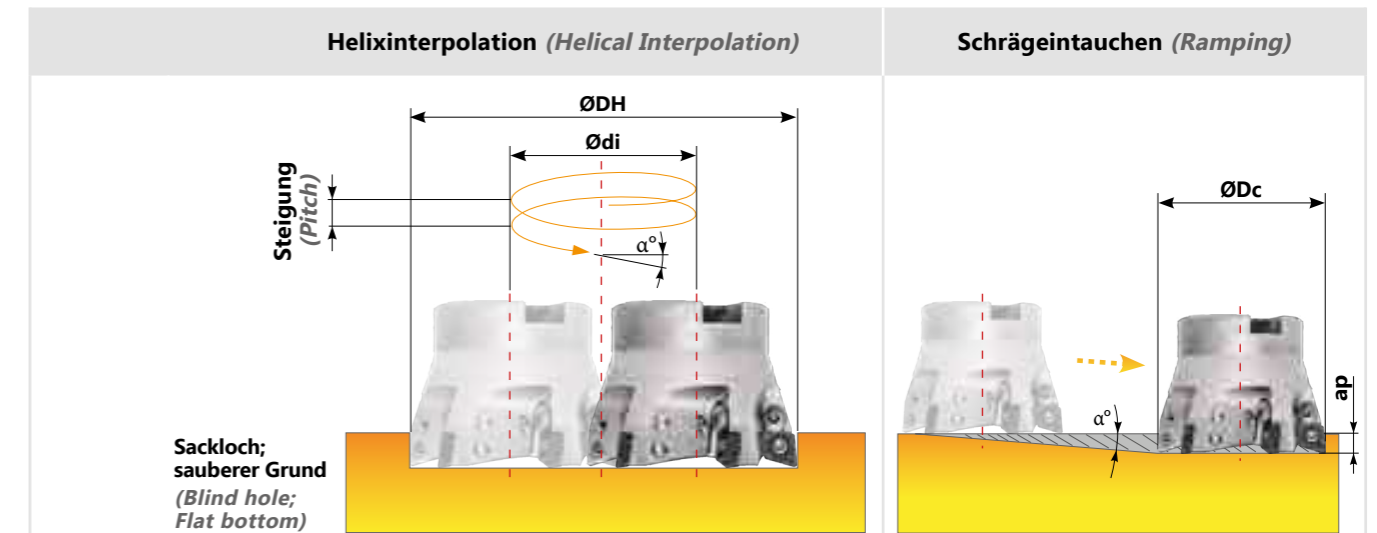 Helixinterpolation (Helical Interpolation)
Schrägeintauchen (Ramping)
ØDH
Ødi
Steigung
(Pitch)
α°
Sackloch;
sauberer Grund
(Blind hole;
Flat bottom)
ØDc
α°
ap